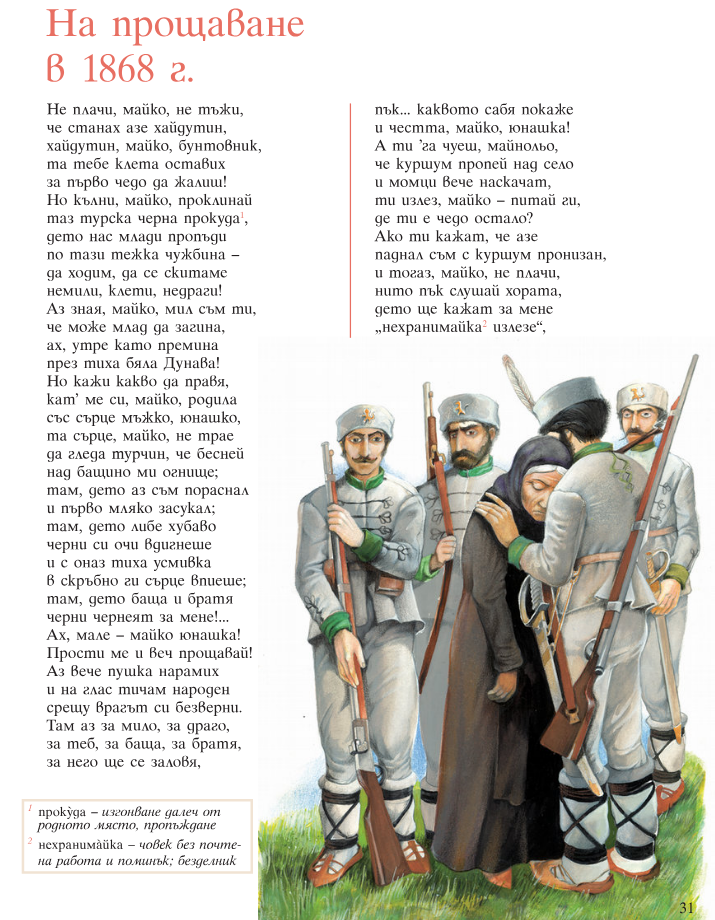 На прощаване
в 1868 г.
Не плачи, майко, не тъжи,
че станах азе хайдутин,
хайдутин, майко, бунтовник,
та тебе клета оставих
за първо чедо да жалиш!
Но кълни, майко, проклинай
таз турска черна прокуда¹,
дето нас млади пропъди
по тази тежка чужбина –
да ходим, да се скитаме
немили, клети, недраги!
Аз зная, майко, мил съм ти,
че може млад да загина,
ах, утре като премина
през тиха бяла Дунава!
Но кажи какво да правя,
кат’ ме си, майко, родила
със сърце мъжко, юнашко,
та сърце, майко, не трае
да гледа турчин, че бесней
над бащино ми огнище;
там, дето аз съм пораснал
и първо мляко засукал;
там, дето либе хубаво
черни си очи вдигнеше
и с оназ тиха усмивка
в скръбно ги сърце впиеше;
там, дето баща и братя
черни чернеят за мене!...
Ах, мале – майко юнашка!
Прости ме и веч прощавай!
Аз вече пушка нарамих
и на глас тичам народен
срещу врагът си безверни.
Там аз за мило, за драго,
за теб, за баща, за братя,
за него ще се заловя,
пък... каквото сабя покаже
и честта, майко, юнашка!
А ти ’га чуеш, майнольо,
че куршум пропей над село
и момци вече наскачат,
ти излез, майко – питай ги,
де ти е чедо остало?
Ако ти кажат, че азе
паднал съм с куршум пронизан,
и тогаз, майко, не плачи,
нито пък слушай хората,
дето ще кажат за мене
„нехранимайка² излезе“,
¹ проку̀да – изгонване далеч от
родното място, пропъждане
² нехранима̀йка – човек без почте-
на работа и поминък; безделник
31